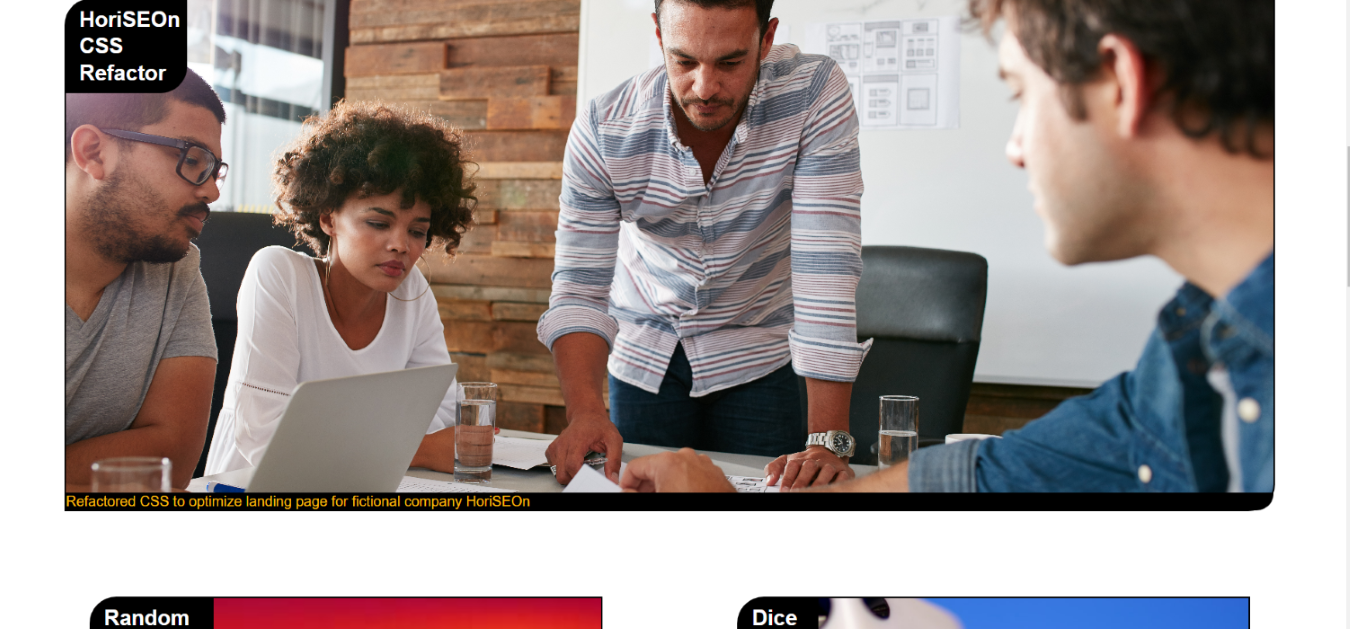 HoriSEOn
CSS
Refactor
Refactored CSS to optimize landing page for fictional company HoriSEOn
Random
Dice